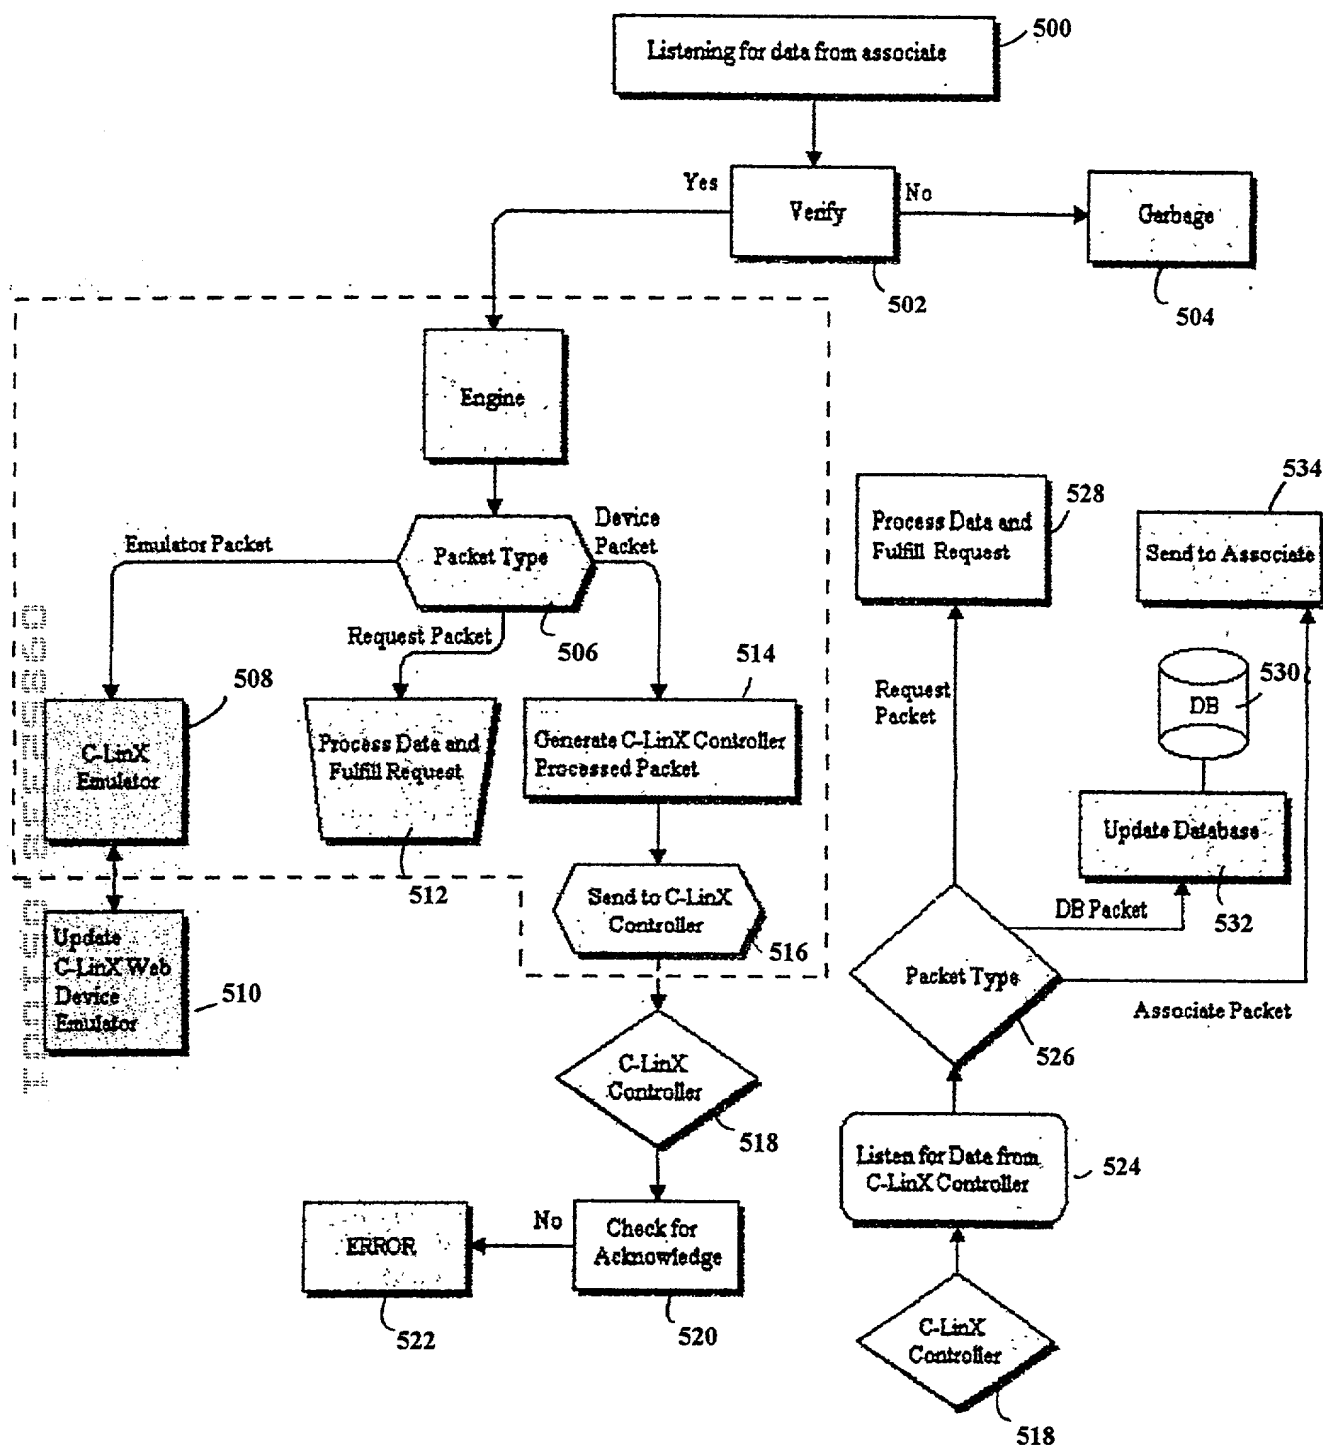 Listening for data from associate
500
Yes
Verify
No
Garbage
502
504
Engine
Emulator Packet
Packet Type
Device
Packet
Request Packet
506
508
C-LinX
Emulator
Process Data and
Fulfill Request
512
514
Generate C-LinX Controller
Processed Packet
Send to C-LinX
Controller
516
Update
C-LinX Web
Device
Emulator
510
C-LinX
Controller
518
Check for
Acknowledge
520
No
ERROR
522
Process Data and
Fulfill Request
528
534
Send to Associate
Request
Packet
DB
530
Update Database
532
DB Packet
Packet Type
526
Associate Packet
Listen for Data from
C-LinX Controller
524
C-LinX
Controller
518